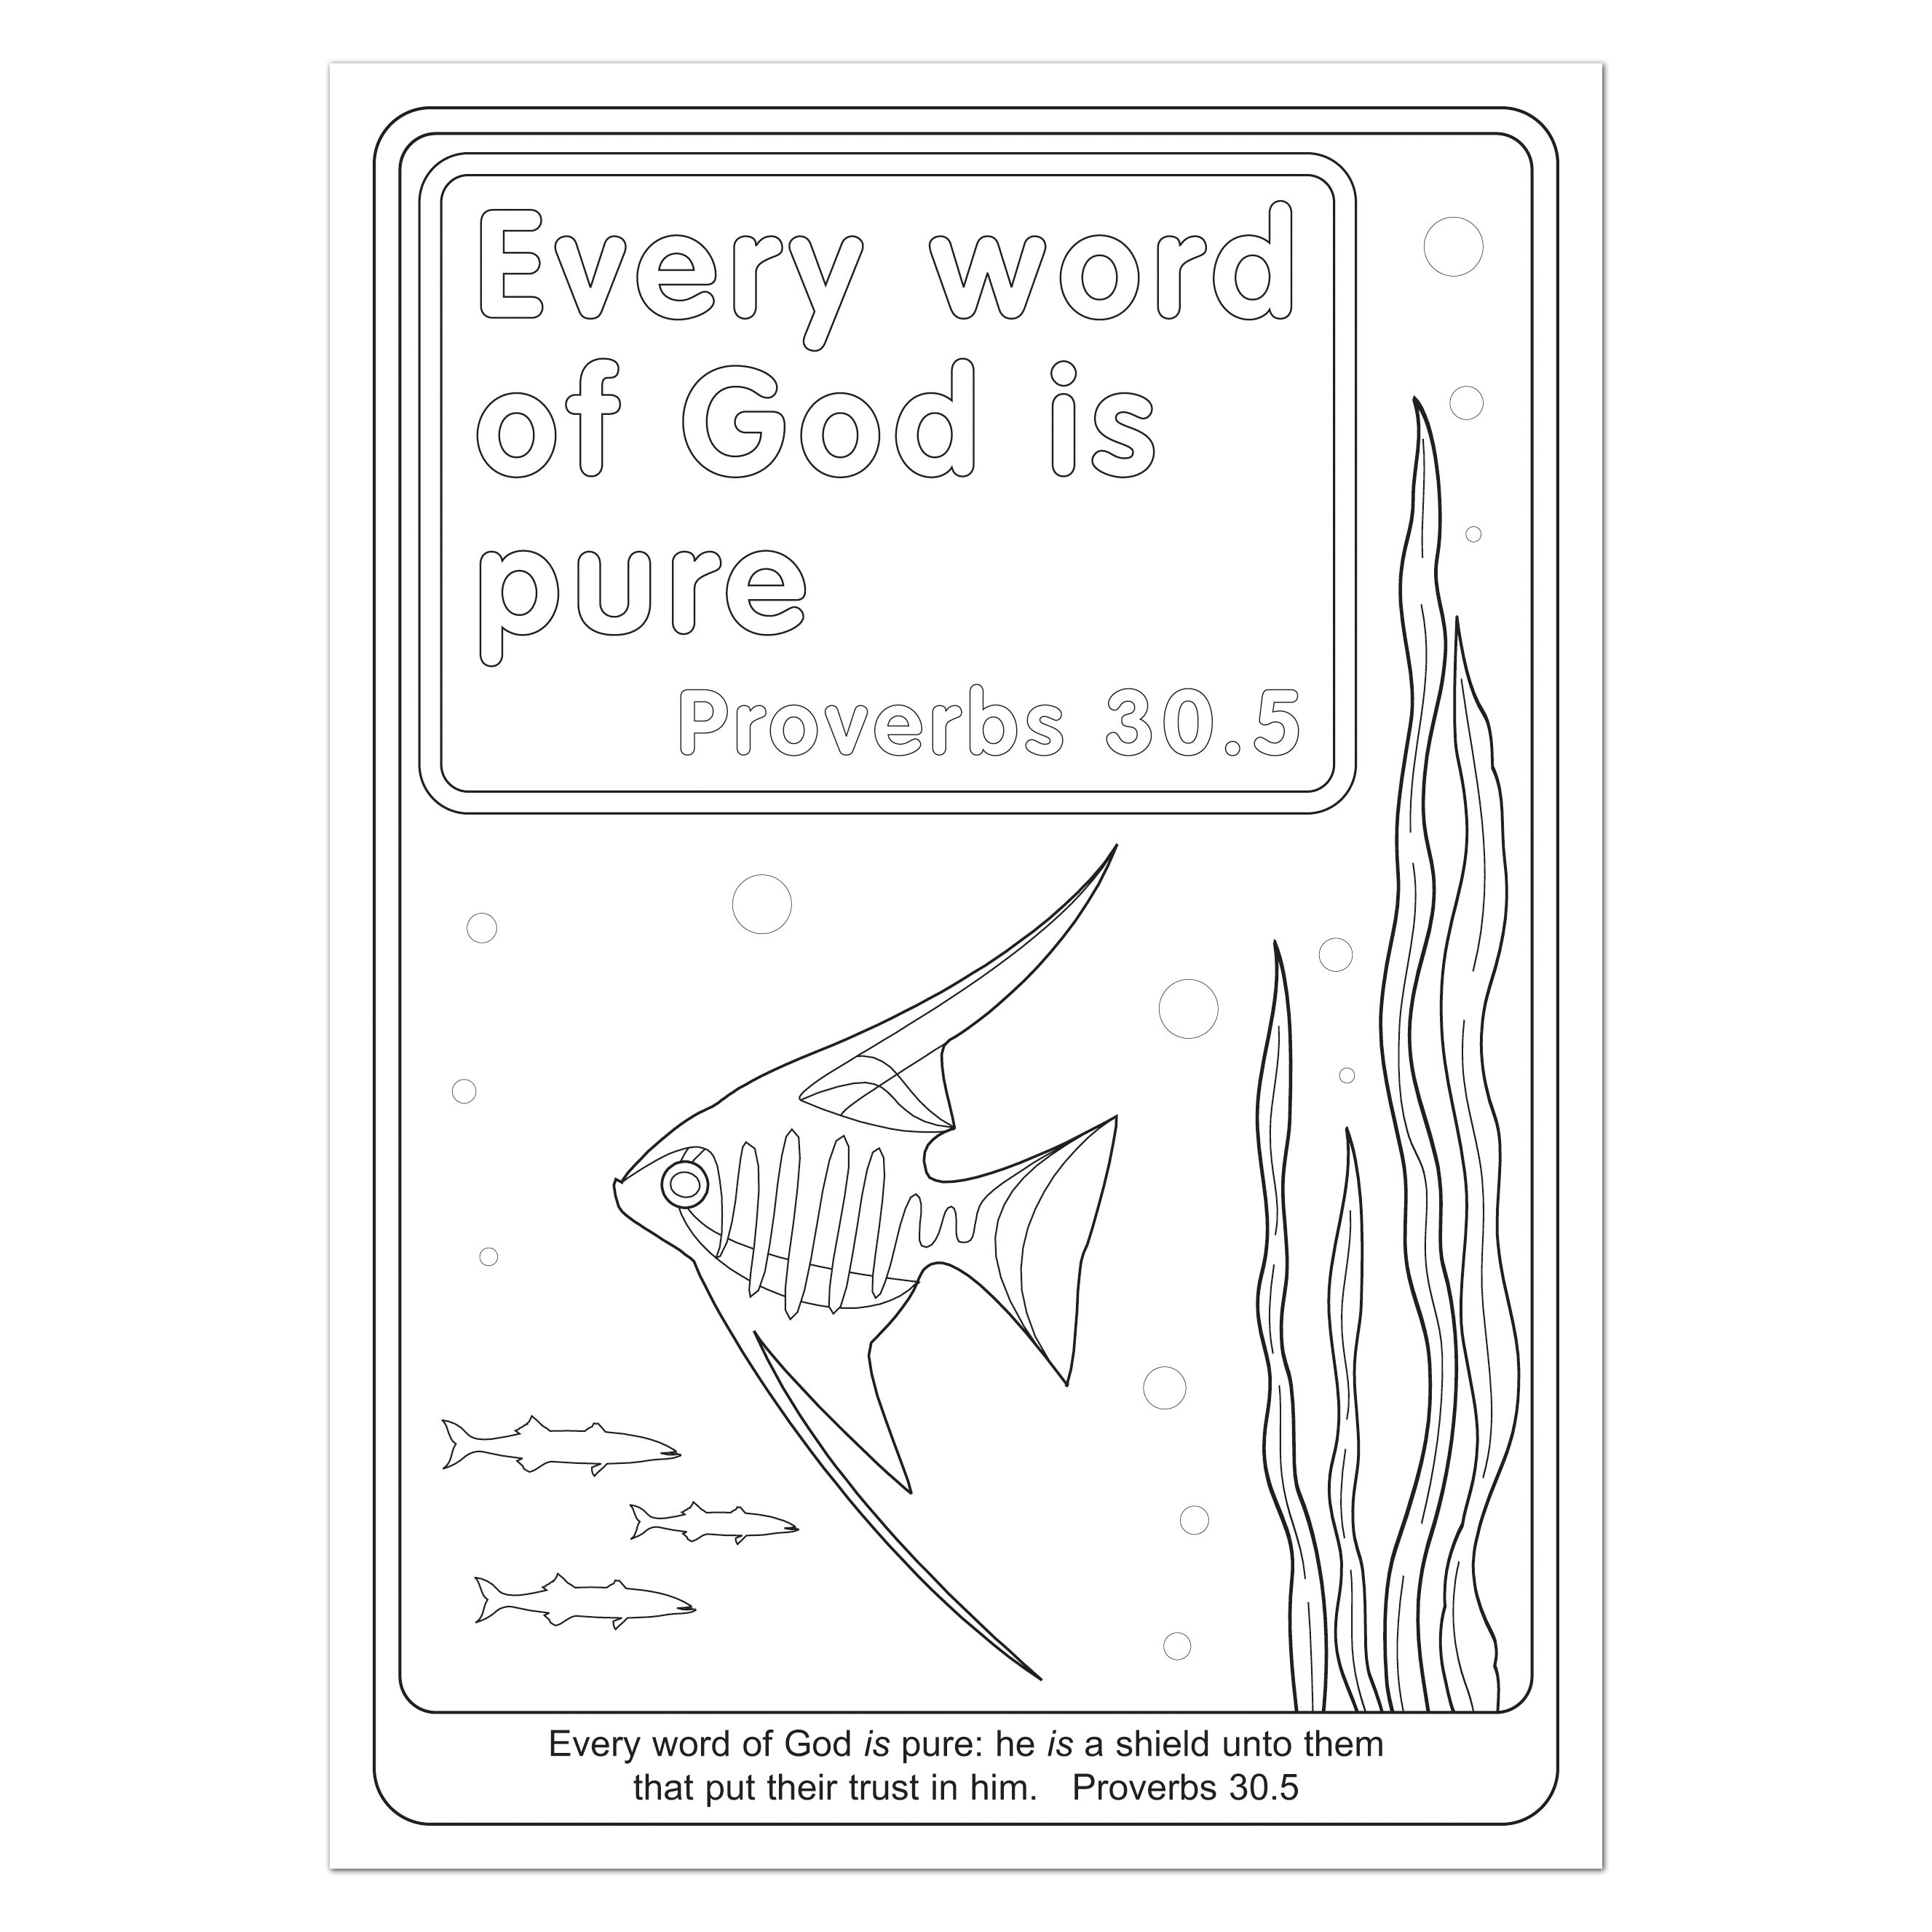 Every word
of God is
pure
Proverbs 30.5
Every word of God is pure: he is a shield unto them
that put their trust in him. Proverbs 30.5